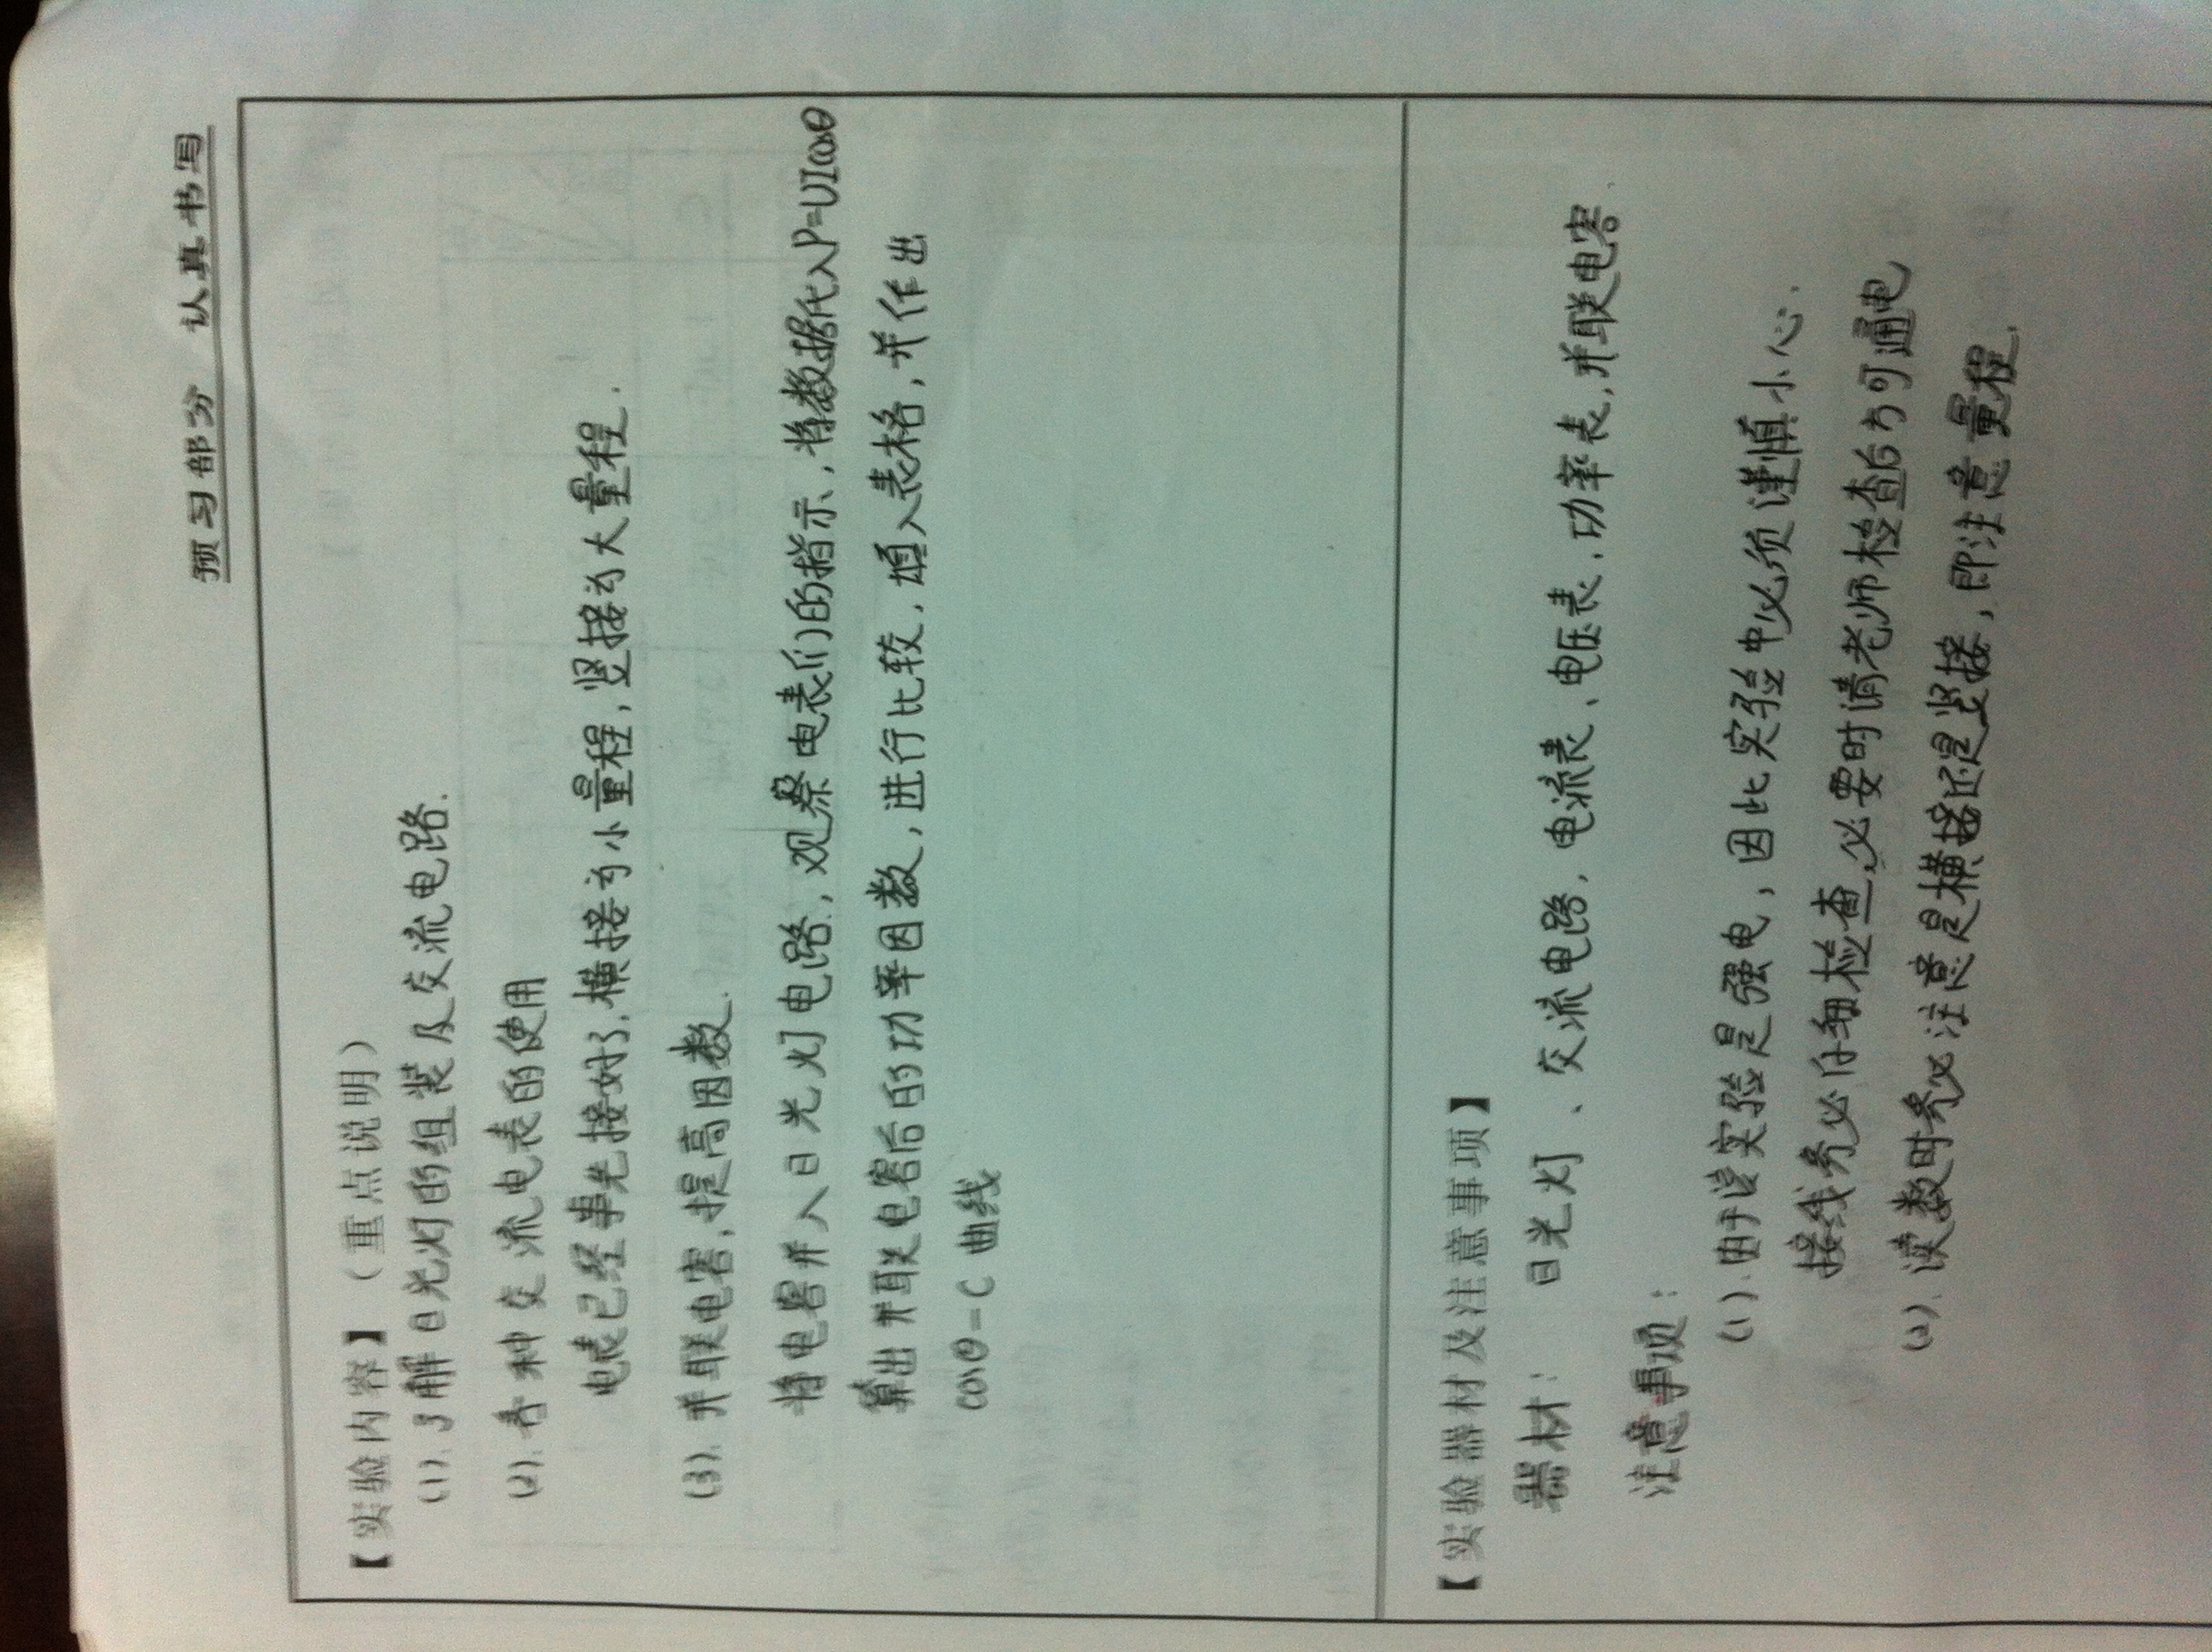 预习部分 认真书写
【实验内容】（重点说明）
(1). 了解日光灯的组装及交流电路.
(2). 各种交流电表的使用
电表已经事先接好了, 横接为小量程, 竖接为大量程.
(3). 并联电容, 提高因数.
将电容并入日光灯电路, 观察电表们的指示, 将数据代入P=UIcosθ
算出并联电容后的功率因数, 进行比较, 填入表格, 并作出
cosθ-C 曲线
【实验器材及注意事项】
器材: 日光灯、交流电路, 电流表、电压表, 功率表, 并联电容.
注意事项:
(1). 由于该实验是强电, 因此实验中必须谨慎小心.
接线务必仔细检查, 必要时请老师检查后方可通电
(2). 读数时务必注意是横接还是竖接, 即注意量程.